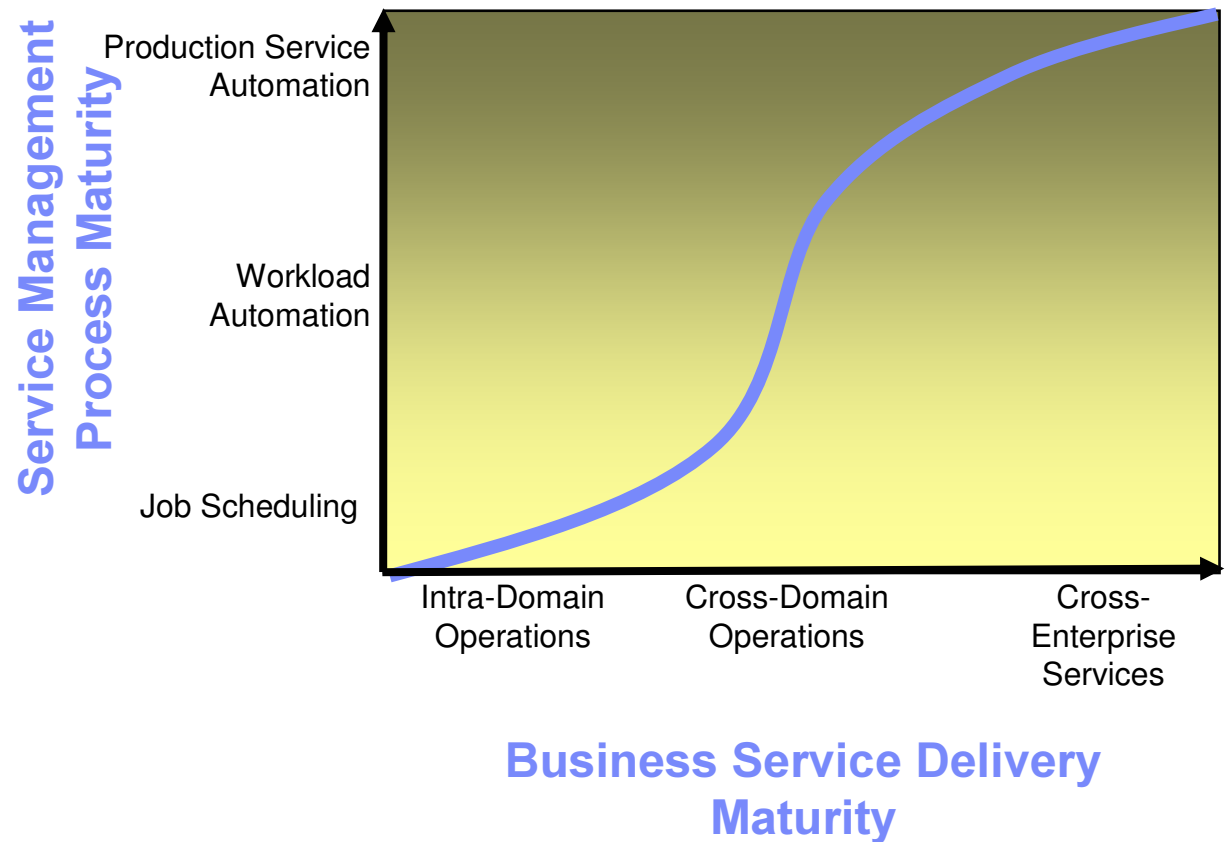 Service Management
Process Maturity
Production Service
Automation
Workload
Automation
Job Scheduling
Intra-Domain
Operations
Cross-Domain
Operations
Cross-
Enterprise
Services
Business Service Delivery
Maturity